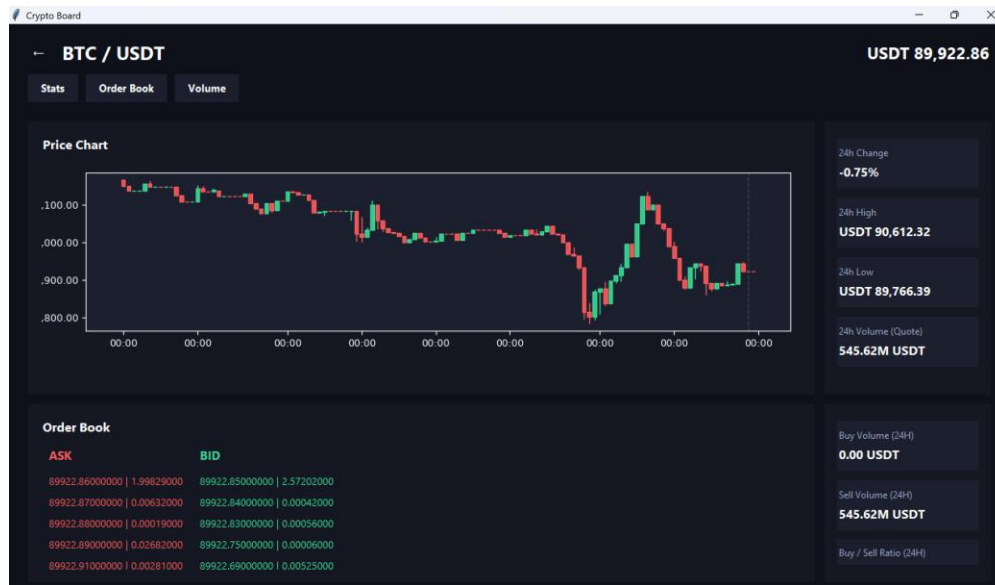 Crypto Board
← BTC / USDT
USDT 89,922.86
Stats Order Book Volume
Price Chart
,100.00
,000.00
,900.00
,800.00
00:00 00:00 00:00 00:00 00:00 00:00 00:00 00:00 00:00
24h Change
-0.75%
24h High
USDT 90,612.32
24h Low
USDT 89,766.39
24h Volume (Quote)
545.62M USDT
Order Book
ASK BID
89922.86000000 | 1.99829000 89922.85000000 | 2.57202000
89922.87000000 | 0.00632000 89922.84000000 | 0.00042000
89922.88000000 | 0.00019000 89922.83000000 | 0.00056000
89922.89000000 | 0.02682000 89922.75000000 | 0.00006000
89922.91000000 | 0.00281000 89922.69000000 | 0.00525000
Buy Volume (24H)
0.00 USDT
Sell Volume (24H)
545.62M USDT
Buy / Sell Ratio (24H)